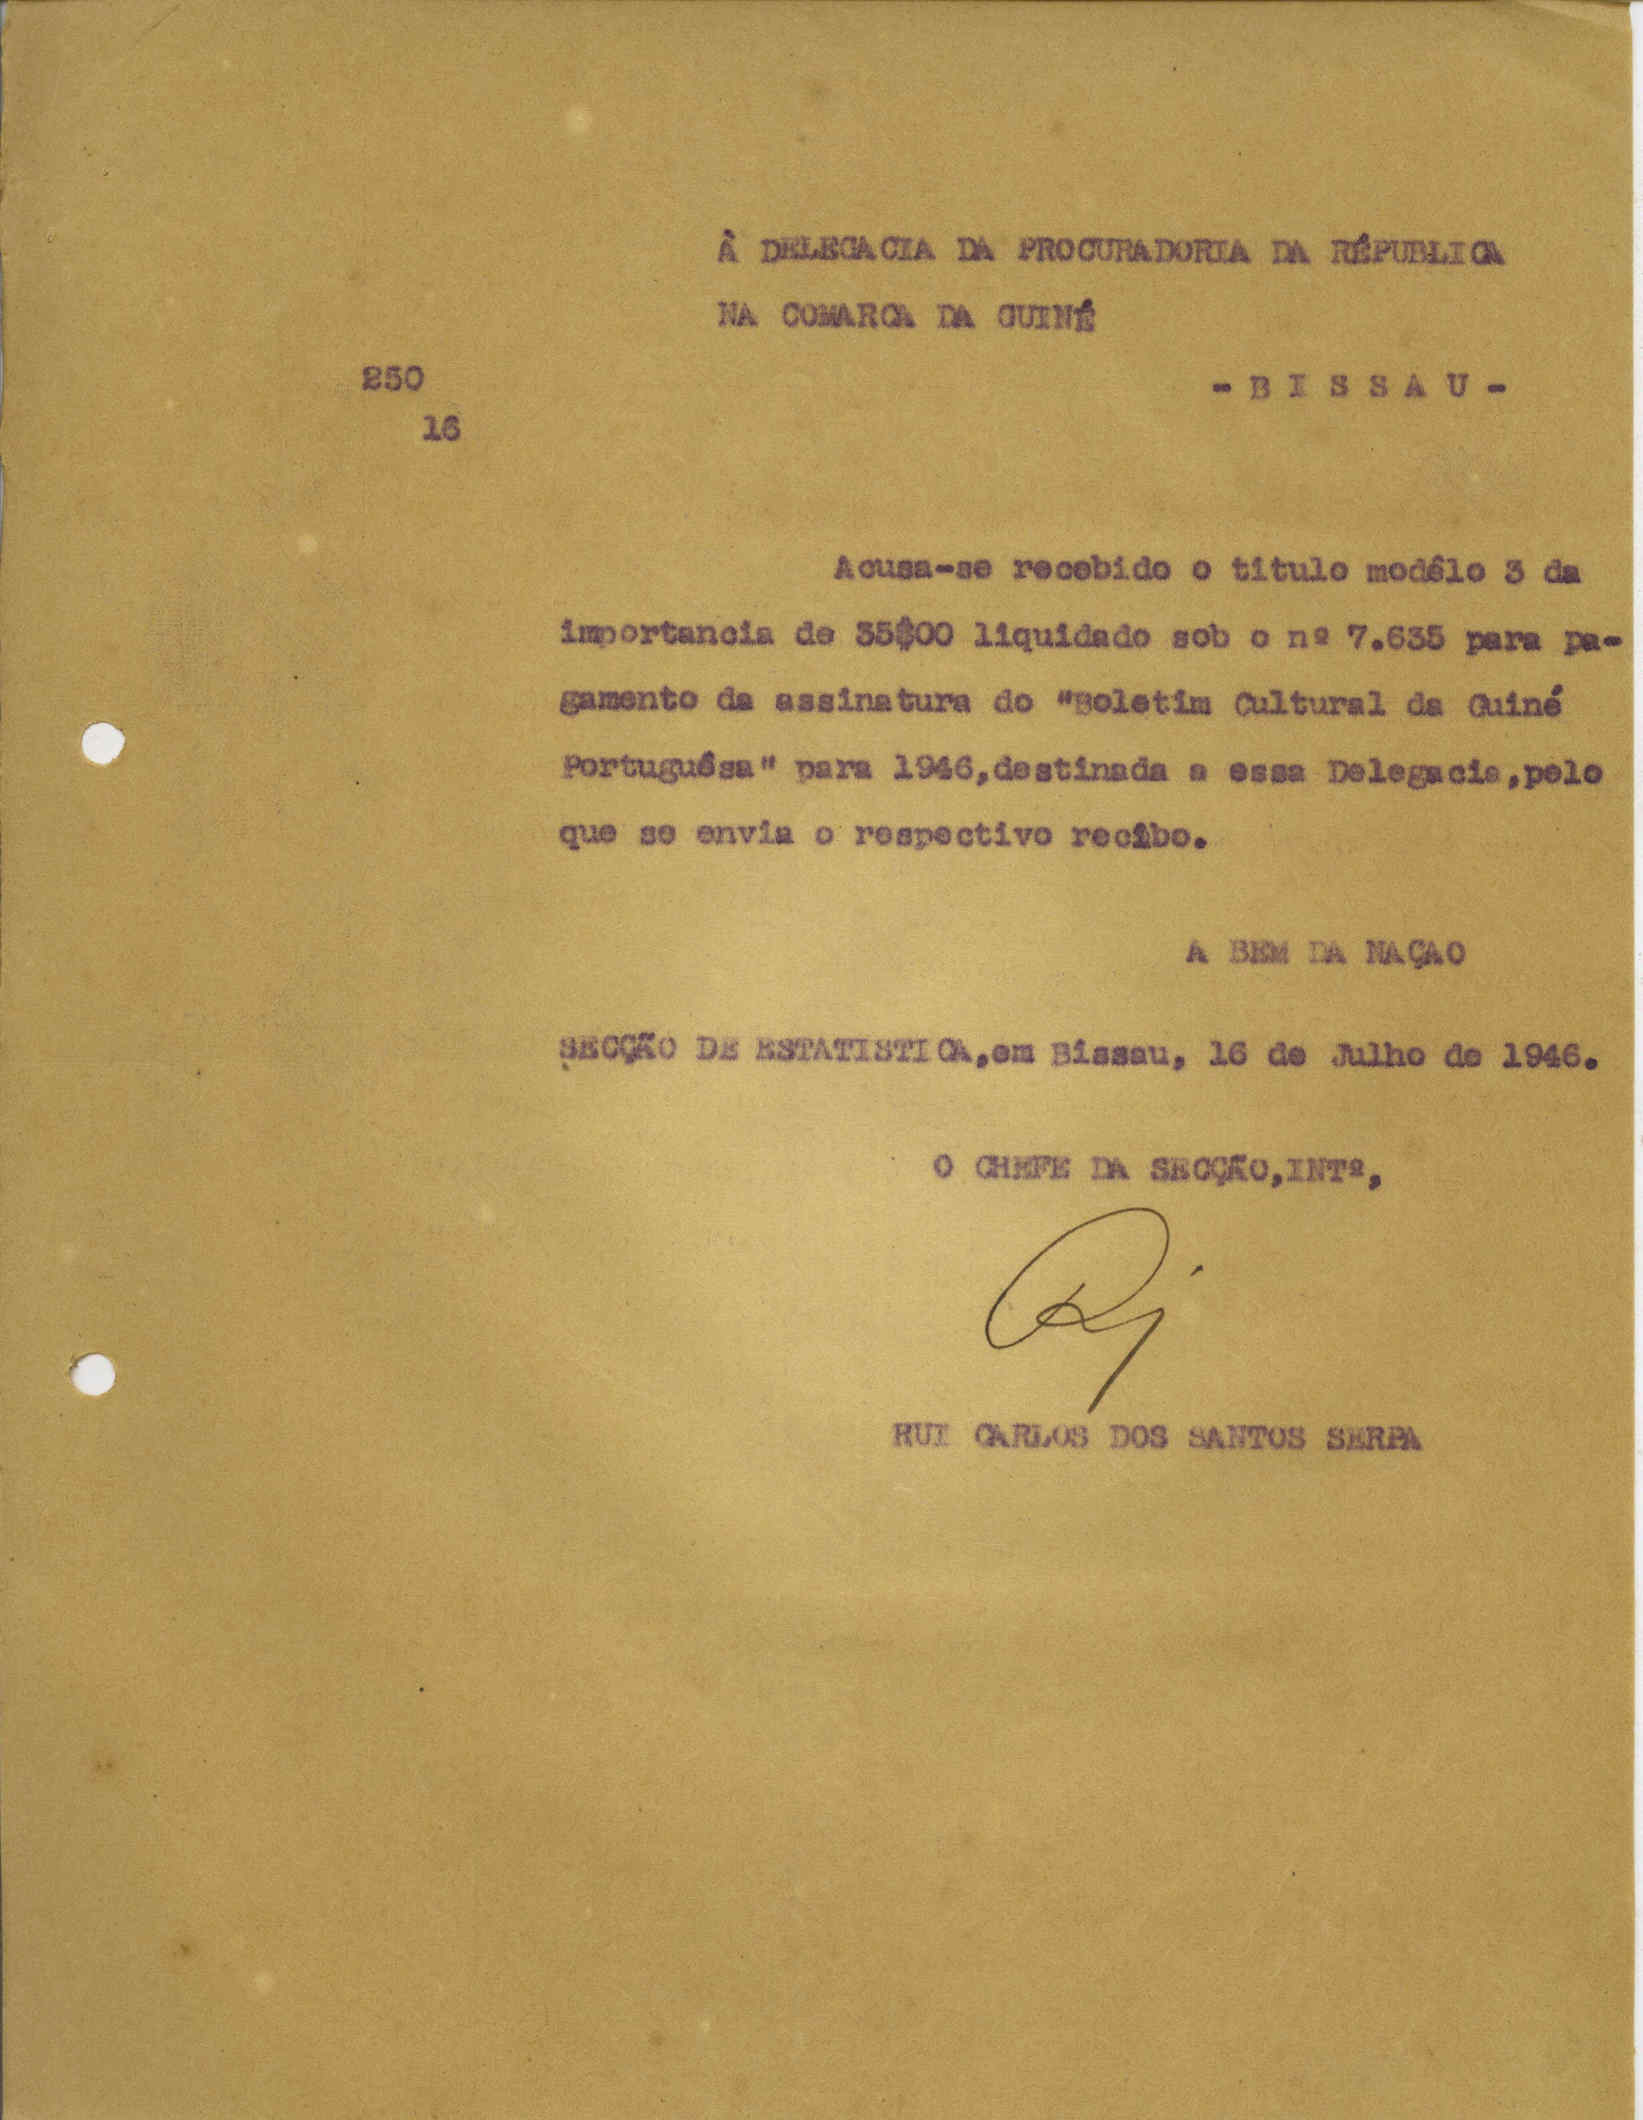 Â DELEGACIA DA PROCURADORIA DA RÉPUBLICA
NA COMARCA DA GUINÉ
250
- B I S S A U -
16
Acusa-se recebido o titulo modêlo 3 da
importancia de 35$00 liquidado sob o nº 7.635 para pa-
gamento da assinatura do "Boletim Cultural da Guiné
Portuguêsa" para 1946,destinada a essa Delegacia,pelo
que se envia o respectivo recibo.
A BEM DA NAÇAO
SECÇÃO DE ESTATISTICA,em Bissau, 16 de Julho de 1946.
O CHEFE DA SECÇÃO,INTº,
RUI CARLOS DOS SANTOS SERPA